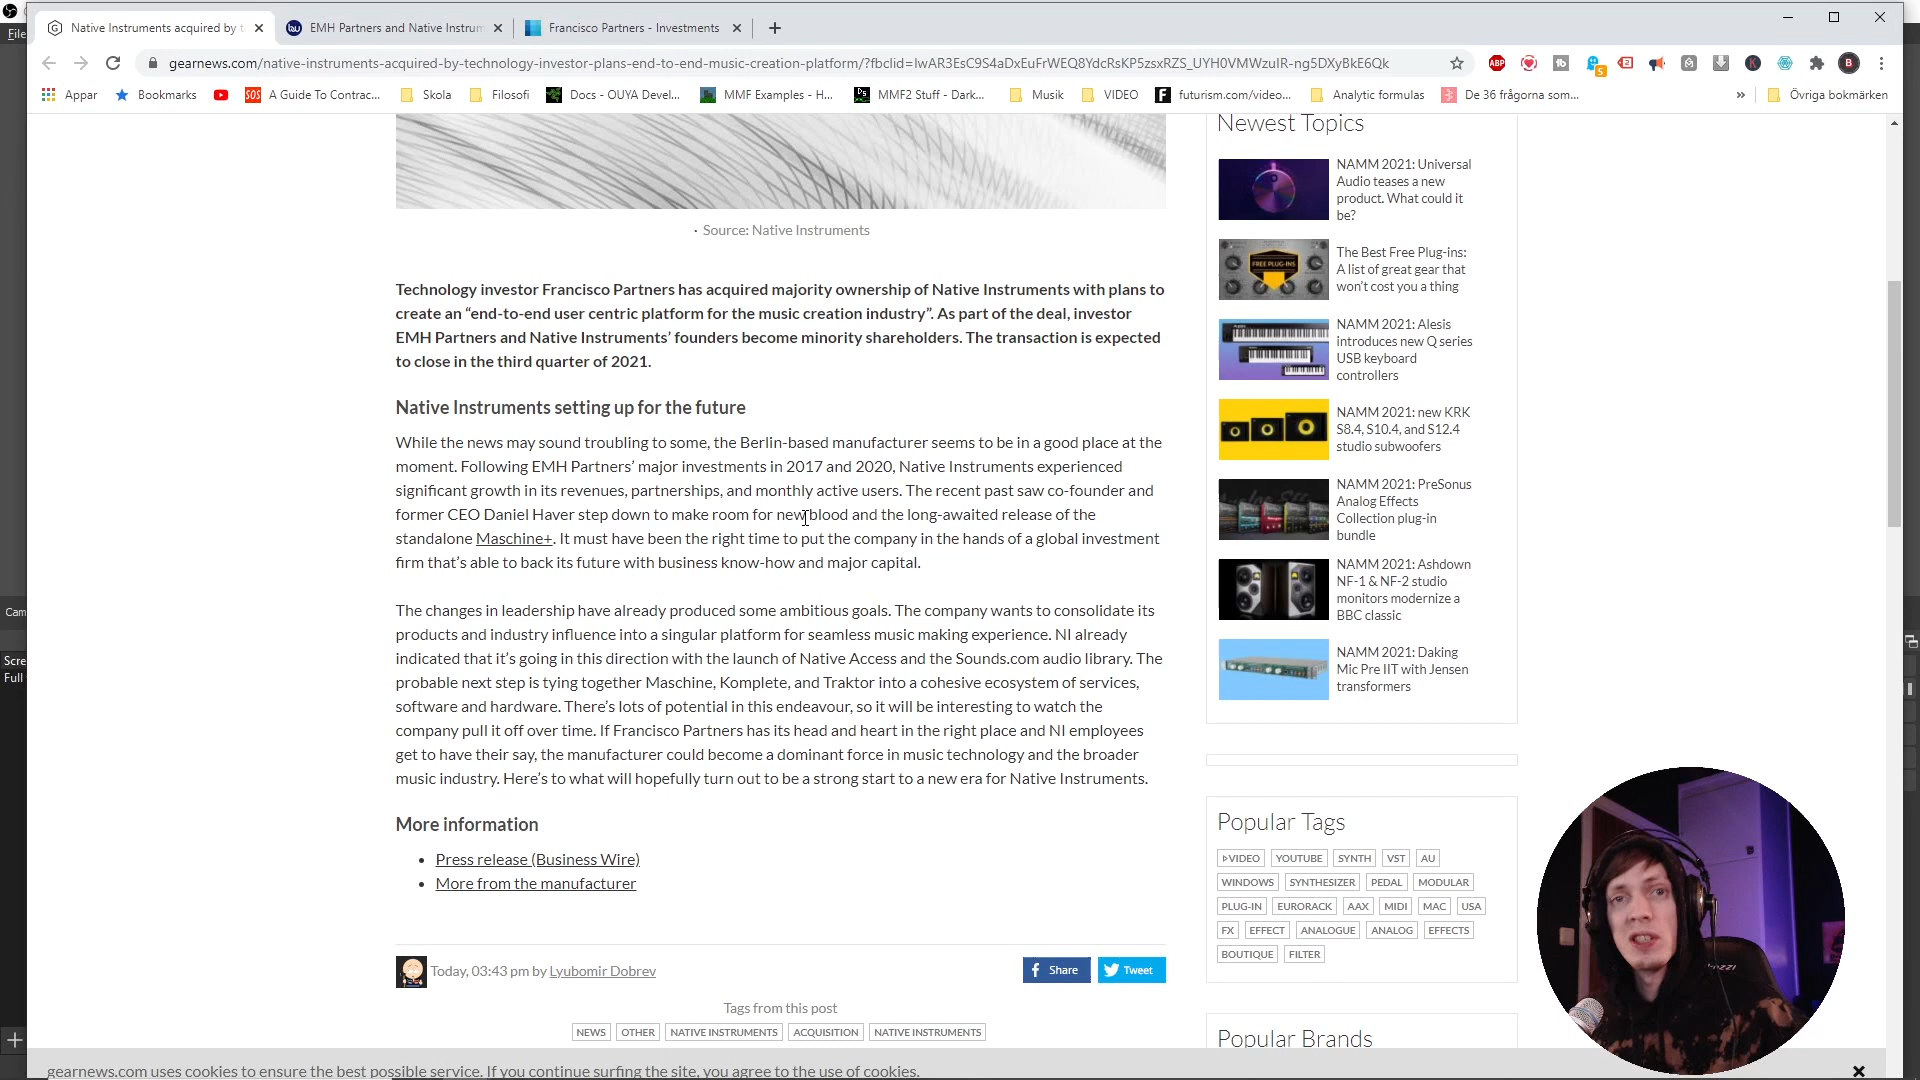 Native Instruments acquired by t
EMH Partners and Native Instrum
Francisco Partners - Investments
File
gearnews.com/native-instruments-acquired-by-technology-investor-plans-end-to-end-music-creation-platform/?fbclid=IwAR3EsC9S4aDxEuFrWEQ8YdcRsKP5zsxRZS_UYH0VMWzuIR-ng5DXyBkE6Qk
ABP
5
B
Appar
Bookmarks
SOS
A Guide To Contrac...
Skola
Filosofi
Docs - OUYA Devel...
MMF Examples - H...
MMF2 Stuff - Dark...
Musik
VIDEO
futurism.com/video...
Analytic formulas
De 36 frågorna som...
»
Övriga bokmärken
· Source: Native Instruments
Technology investor Francisco Partners has acquired majority ownership of Native Instruments with plans to
create an “end-to-end user centric platform for the music creation industry”. As part of the deal, investor
EMH Partners and Native Instruments’ founders become minority shareholders. The transaction is expected
to close in the third quarter of 2021.
Native Instruments setting up for the future
While the news may sound troubling to some, the Berlin-based manufacturer seems to be in a good place at the
moment. Following EMH Partners’ major investments in 2017 and 2020, Native Instruments experienced
significant growth in its revenues, partnerships, and monthly active users. The recent past saw co-founder and
former CEO Daniel Haver step down to make room for new blood and the long-awaited release of the
standalone Maschine+. It must have been the right time to put the company in the hands of a global investment
firm that’s able to back its future with business know-how and major capital.
The changes in leadership have already produced some ambitious goals. The company wants to consolidate its
products and industry influence into a singular platform for seamless music making experience. NI already
indicated that it’s going in this direction with the launch of Native Access and the Sounds.com audio library. The
probable next step is tying together Maschine, Komplete, and Traktor into a cohesive ecosystem of services,
software and hardware. There’s lots of potential in this endeavour, so it will be interesting to watch the
company pull it off over time. If Francisco Partners has its head and heart in the right place and NI employees
get to have their say, the manufacturer could become a dominant force in music technology and the broader
music industry. Here’s to what will hopefully turn out to be a strong start to a new era for Native Instruments.
More information
• Press release (Business Wire)
• More from the manufacturer
Today, 03:43 pm by Lyubomir Dobrev
Share
Tweet
Tags from this post
NEWS
OTHER
NATIVE INSTRUMENTS
ACQUISITION
NATIVE INSTRUMENTS
Newest Topics
NAMM 2021: Universal
Audio teases a new
product. What could it
be?
FREE PLUG-INS
The Best Free Plug-ins:
A list of great gear that
won’t cost you a thing
NAMM 2021: Alesis
introduces new Q series
USB keyboard
controllers
NAMM 2021: new KRK
S8.4, S10.4, and S12.4
studio subwoofers
NAMM 2021: PreSonus
Analog Effects
Collection plug-in
bundle
NAMM 2021: Ashdown
NF-1 & NF-2 studio
monitors modernize a
BBC classic
NAMM 2021: Daking
Mic Pre IIT with Jensen
transformers
Popular Tags
▹VIDEO
YOUTUBE
SYNTH
VST
AU
WINDOWS
SYNTHESIZER
PEDAL
MODULAR
PLUG-IN
EURORACK
AAX
MIDI
MAC
USA
FX
EFFECT
ANALOGUE
ANALOG
EFFECTS
BOUTIQUE
FILTER
Popular Brands
Cam
Scre
Full
gearnews.com uses cookies to ensure the best possible service. If you continue surfing the site, you agree to the use of cookies.